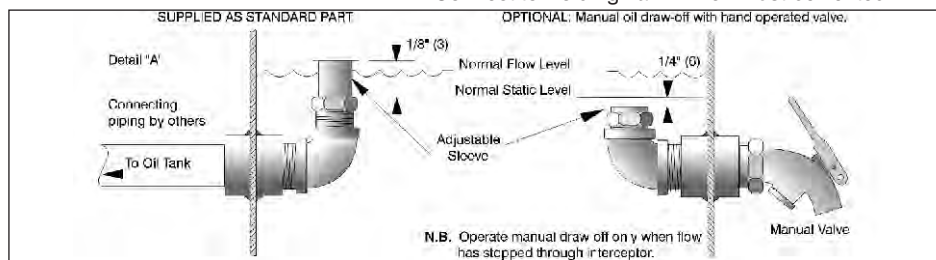 SUPPLIED AS STANDARD PART
OPTIONAL: Manual oil draw-off with hand operated valve.
Detail "A"
1/8" (3)
Normal Flow Level
1/4" (6)
Normal Static Level
Connecting
piping by others
Adjustable
Sleeve
To Oil Tank
Manual Valve
N.B. Operate manual draw off on y when flow
has stopped through interceptor.